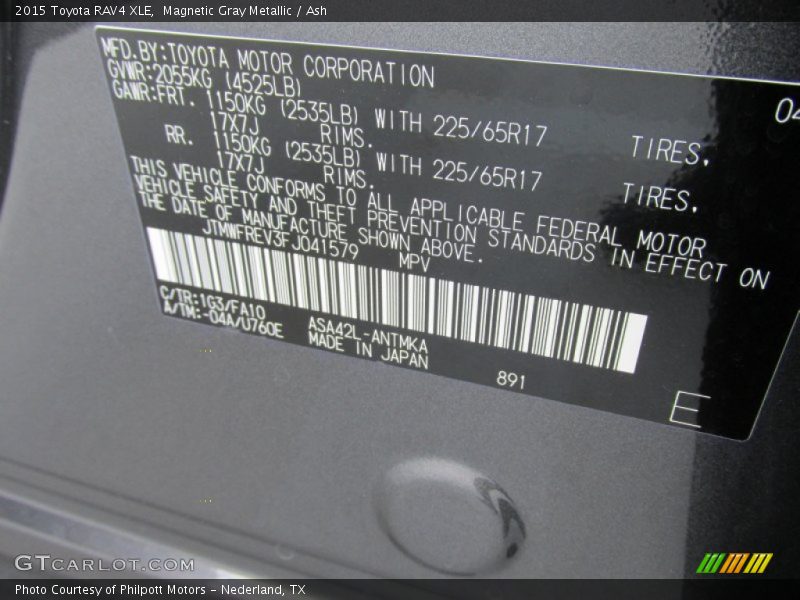 2015 Toyota RAV4 XLE, Magnetic Gray Metallic / Ash
MFD.BY:TOYOTA MOTOR CORPORATION
04
GVWR:2055KG (4525LB)
GAWR:FRT. 1150KG (2535LB) WITH 225/65R17 TIRES,
17X7J RIMS.
RR. 1150KG (2535LB) WITH 225/65R17 TIRES,
17X7J RIMS.
THIS VEHICLE CONFORMS TO ALL APPLICABLE FEDERAL MOTOR
VEHICLE SAFETY AND THEFT PREVENTION STANDARDS IN EFFECT ON
THE DATE OF MANUFACTURE SHOWN ABOVE.
JTMWFREV3FJ041579 MPV
C/TR:1G3/FA10
A/TM:-04A/U760E
ASA42L-ANTMKA
MADE IN JAPAN
891
E
GTCARLOT.COM
Photo Courtesy of Philpott Motors - Nederland, TX